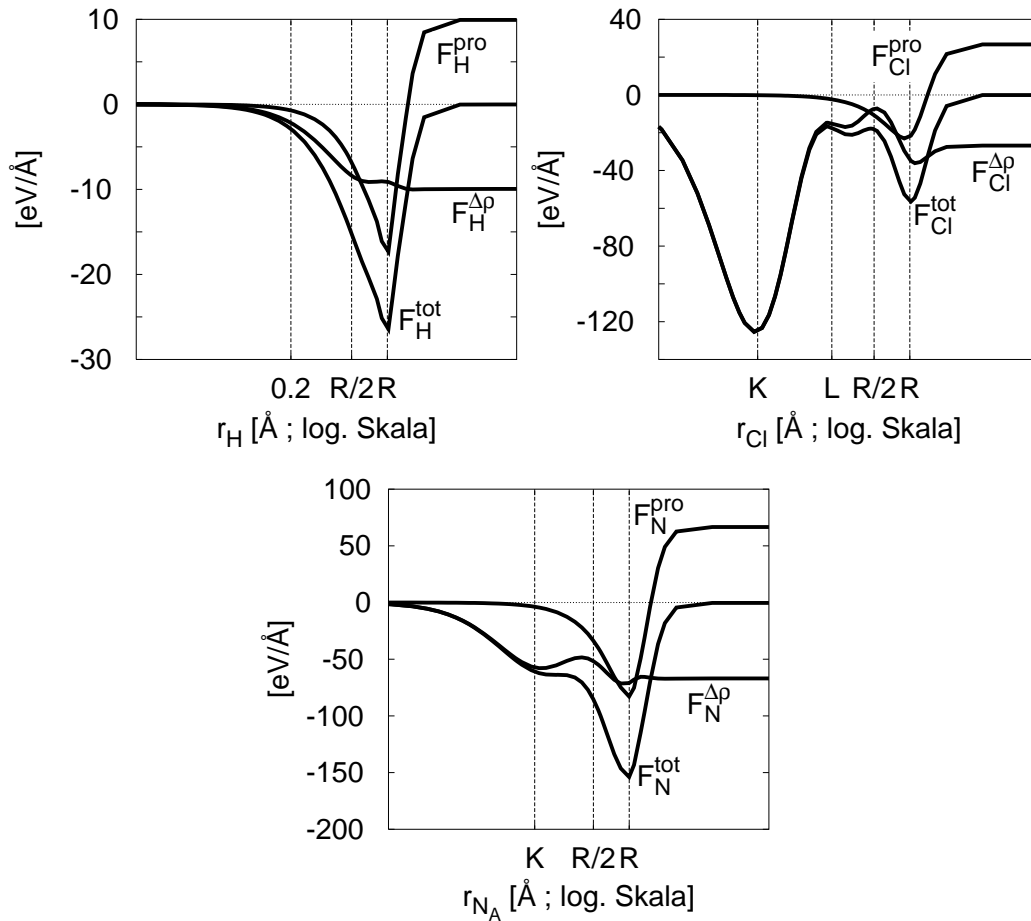 10
0
-10
-20
-30
[eV/Å]
F_H^pro
F_H^Δρ
F_H^tot
0.2 R/2 R
r_H [Å ; log. Skala]
40
0
-40
-80
-120
[eV/Å]
F_Cl^pro
F_Cl^Δρ
F_Cl^tot
K L R/2 R
r_Cl [Å ; log. Skala]
100
50
0
-50
-100
-150
-200
[eV/Å]
F_N^pro
F_N^Δρ
F_N^tot
K R/2 R
r_N_A [Å ; log. Skala]